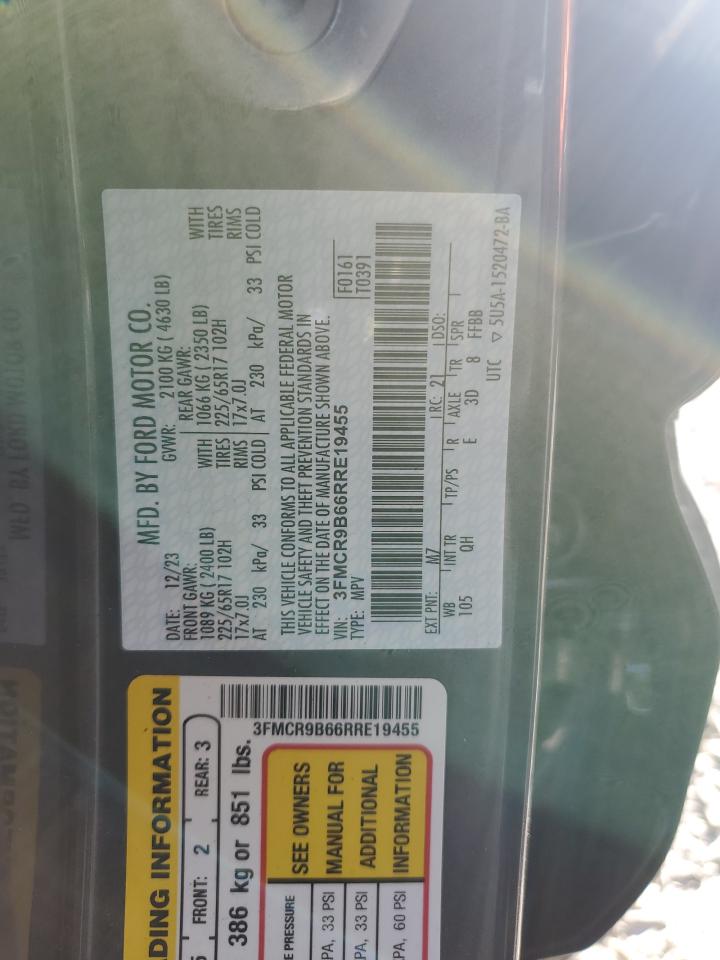 MFD. BY FORD MOTOR CO.
DATE: 12/23 GVWR: 2100 KG ( 4630 LB)
FRONT GAWR: REAR GAWR:
1089 KG ( 2400 LB) WITH 1066 KG ( 2350 LB) WITH
225/65R17 102H TIRES 225/65R17 102H TIRES
17x7.0J RIMS 17x7.0J RIMS
AT 230 kPa/ 33 PSI COLD AT 230 kPa/ 33 PSI COLD
THIS VEHICLE CONFORMS TO ALL APPLICABLE FEDERAL MOTOR
VEHICLE SAFETY AND THEFT PREVENTION STANDARDS IN
EFFECT ON THE DATE OF MANUFACTURE SHOWN ABOVE.
VIN: 3FMCR9B66RRE19455 F0161
TYPE: MPV T0391
EXT PNT: M7 RC: 21 DSO:
WB INT TR TP/PS R AXLE TR SPR
105 QH E 3D 8 FFBB
UTC ▽ 5U5A-1520472-BA
DING INFORMATION
FRONT: 2 REAR: 3
386 kg or 851 lbs.
3FMCR9B66RRE19455
E PRESSURE
PA, 33 PSI
PA, 33 PSI
PA, 60 PSI
SEE OWNERS
MANUAL FOR
ADDITIONAL
INFORMATION